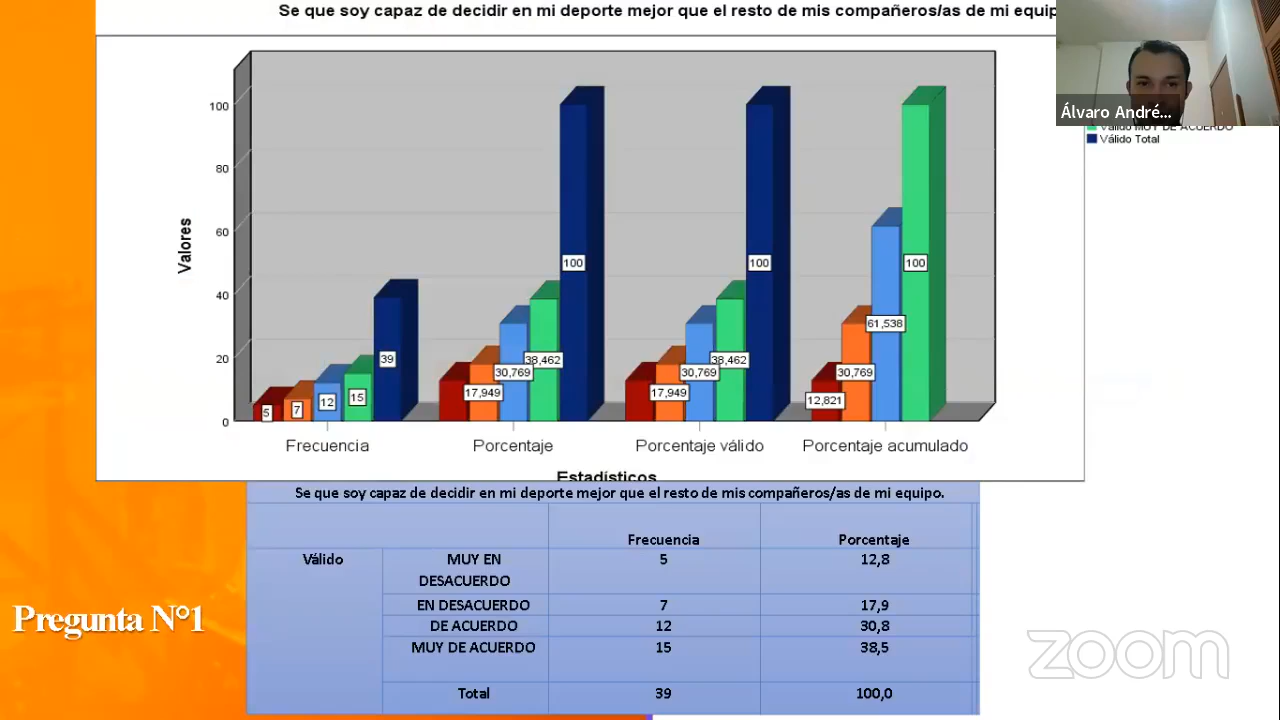 Se que soy capaz de decidir en mi deporte mejor que el resto de mis compañeros/as de mi equip
Álvaro André...
Válido MUY DE ACUERDO
Válido Total
Valores
100
80
60
40
20
0
5
7
12
15
39
17,949
30,769
38,462
100
17,949
30,769
38,462
100
12,821
30,769
61,538
100
Frecuencia
Porcentaje
Porcentaje válido
Porcentaje acumulado
Estadísticos
Se que soy capaz de decidir en mi deporte mejor que el resto de mis compañeros/as de mi equipo.
Frecuencia Porcentaje
Válido MUY EN DESACUERDO 5 12,8
EN DESACUERDO 7 17,9
DE ACUERDO 12 30,8
MUY DE ACUERDO 15 38,5
Total 39 100,0
Pregunta N°1
zoom